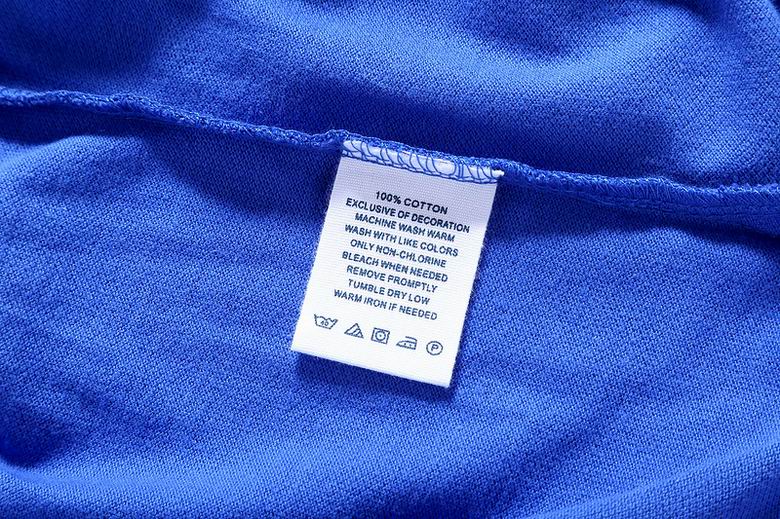 100% COTTON
EXCLUSIVE OF DECORATION
MACHINE WASH WARM
WASH WITH LIKE COLORS
ONLY NON-CHLORINE
BLEACH WHEN NEEDED
REMOVE PROMPTLY
TUMBLE DRY LOW
WARM IRON IF NEEDED
40 P